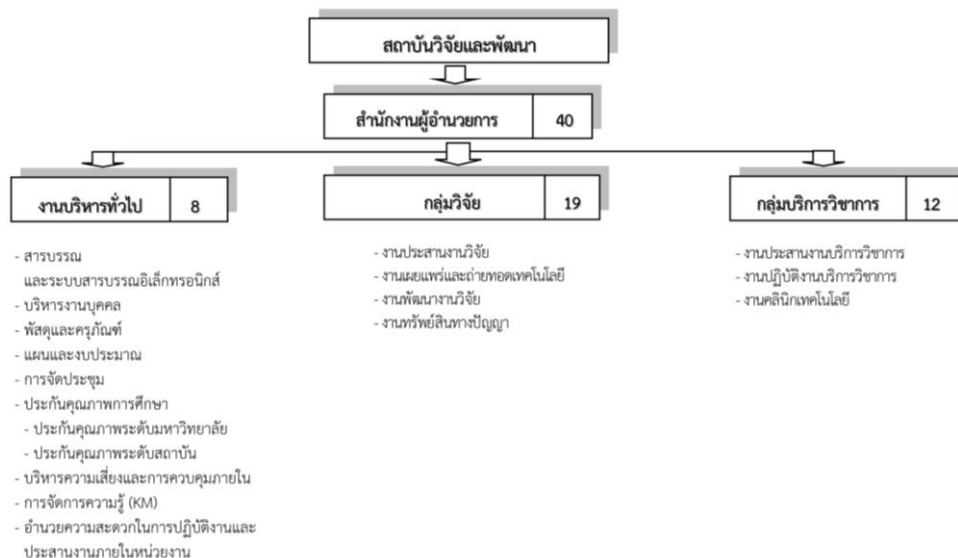 สถาบันวิจัยและพัฒนา
สำนักงานผู้อำนวยการ 40
งานบริหารทั่วไป 8
- สารบรรณ
และระบบสารบรรณอิเล็กทรอนิกส์
- บริหารงานบุคคล
- พัสดุและครุภัณฑ์
- แผนและงบประมาณ
- การจัดประชุม
- ประกันคุณภาพการศึกษา
- ประกันคุณภาพระดับมหาวิทยาลัย
- ประกันคุณภาพระดับสถาบัน
- บริหารความเสี่ยงและการควบคุมภายใน
- การจัดการความรู้ (KM)
- อำนวยความสะดวกในการปฏิบัติงานและ
ประสานงานภายในหน่วยงาน
กลุ่มวิจัย 19
- งานประสานงานวิจัย
- งานเผยแพร่และถ่ายทอดเทคโนโลยี
- งานพัฒนางานวิจัย
- งานทรัพย์สินทางปัญญา
กลุ่มบริการวิชาการ 12
- งานประสานงานบริการวิชาการ
- งานปฏิบัติงานบริการวิชาการ
- งานคลินิกเทคโนโลยี